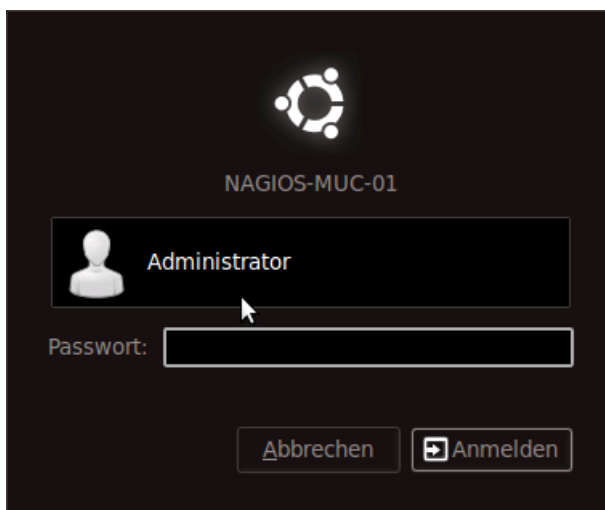 NAGIOS-MUC-01
Administrator
Passwort:
Abbrechen
Anmelden